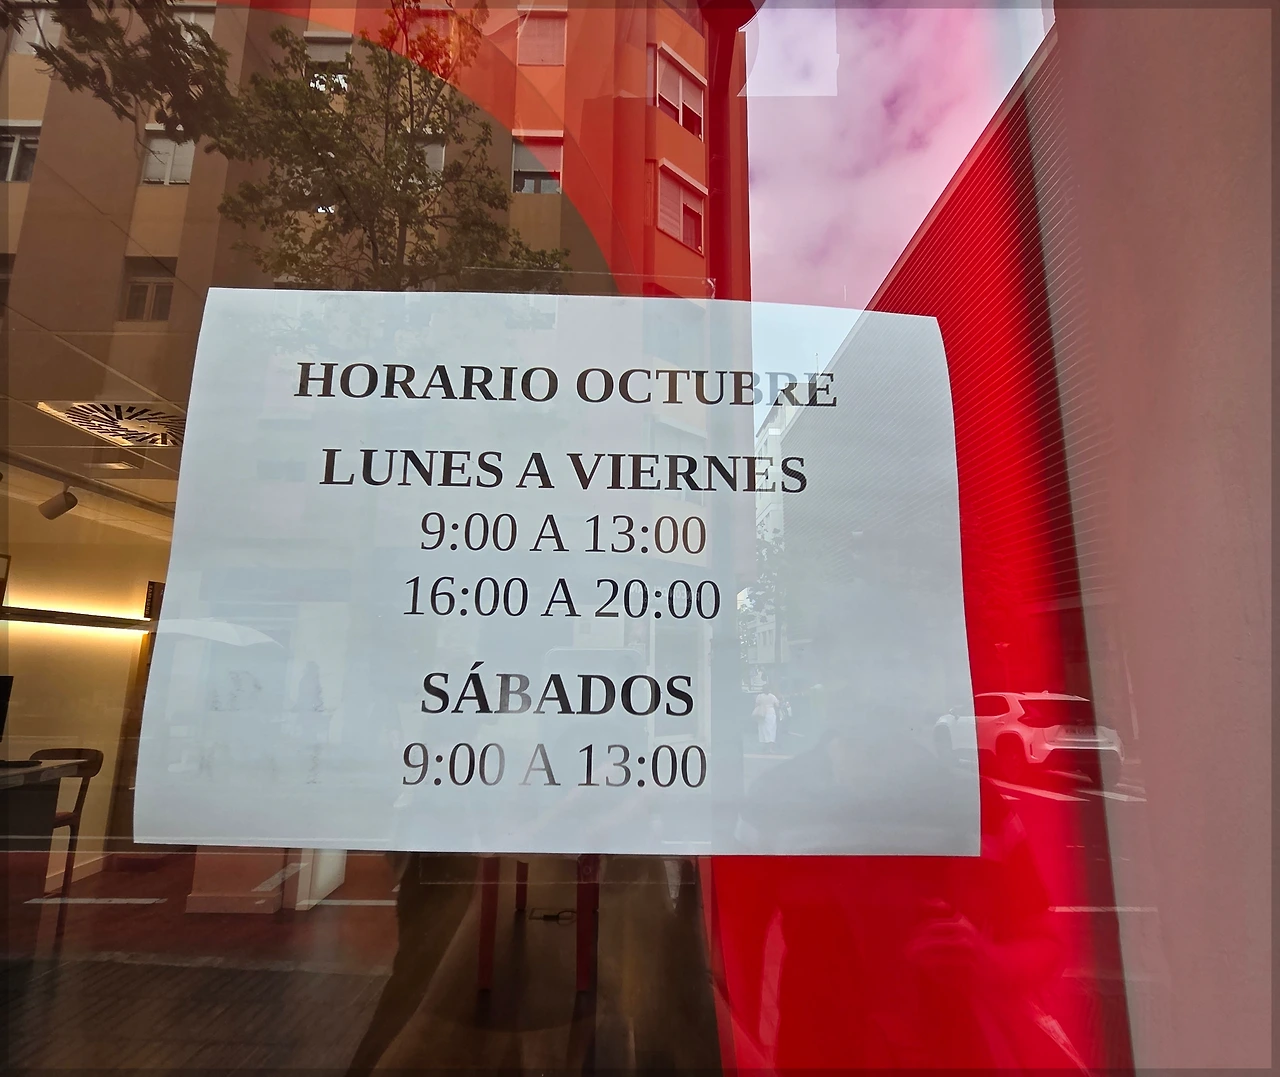 HORARIO OCTUBRE
LUNES A VIERNES
9:00 A 13:00
16:00 A 20:00
SÁBADOS
9:00 A 13:00